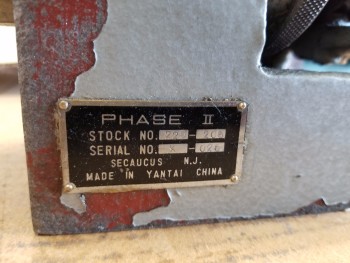 PHASE II
STOCK NO.
SERIAL NO.
SECAUCUS N.J.
MADE IN YANTAI CHINA